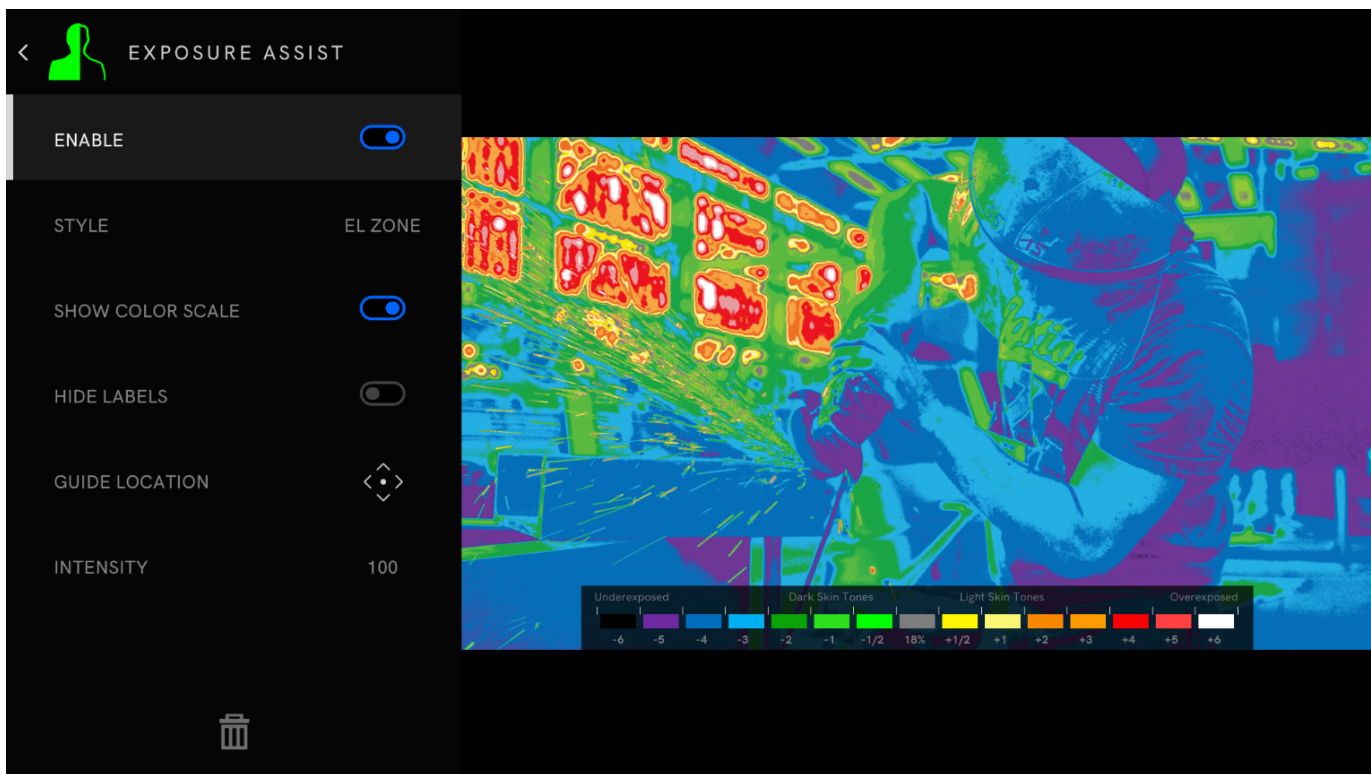 EXPOSURE ASSIST
ENABLE
STYLE EL ZONE
SHOW COLOR SCALE
HIDE LABELS
GUIDE LOCATION
INTENSITY 100
15
Underexposed Dark Skin Tones Light Skin Tones Overexposed
-6 -5 -4 -3 -2 -1 -1/2 18% +1/2 +1 +2 +3 +4 +5 +6